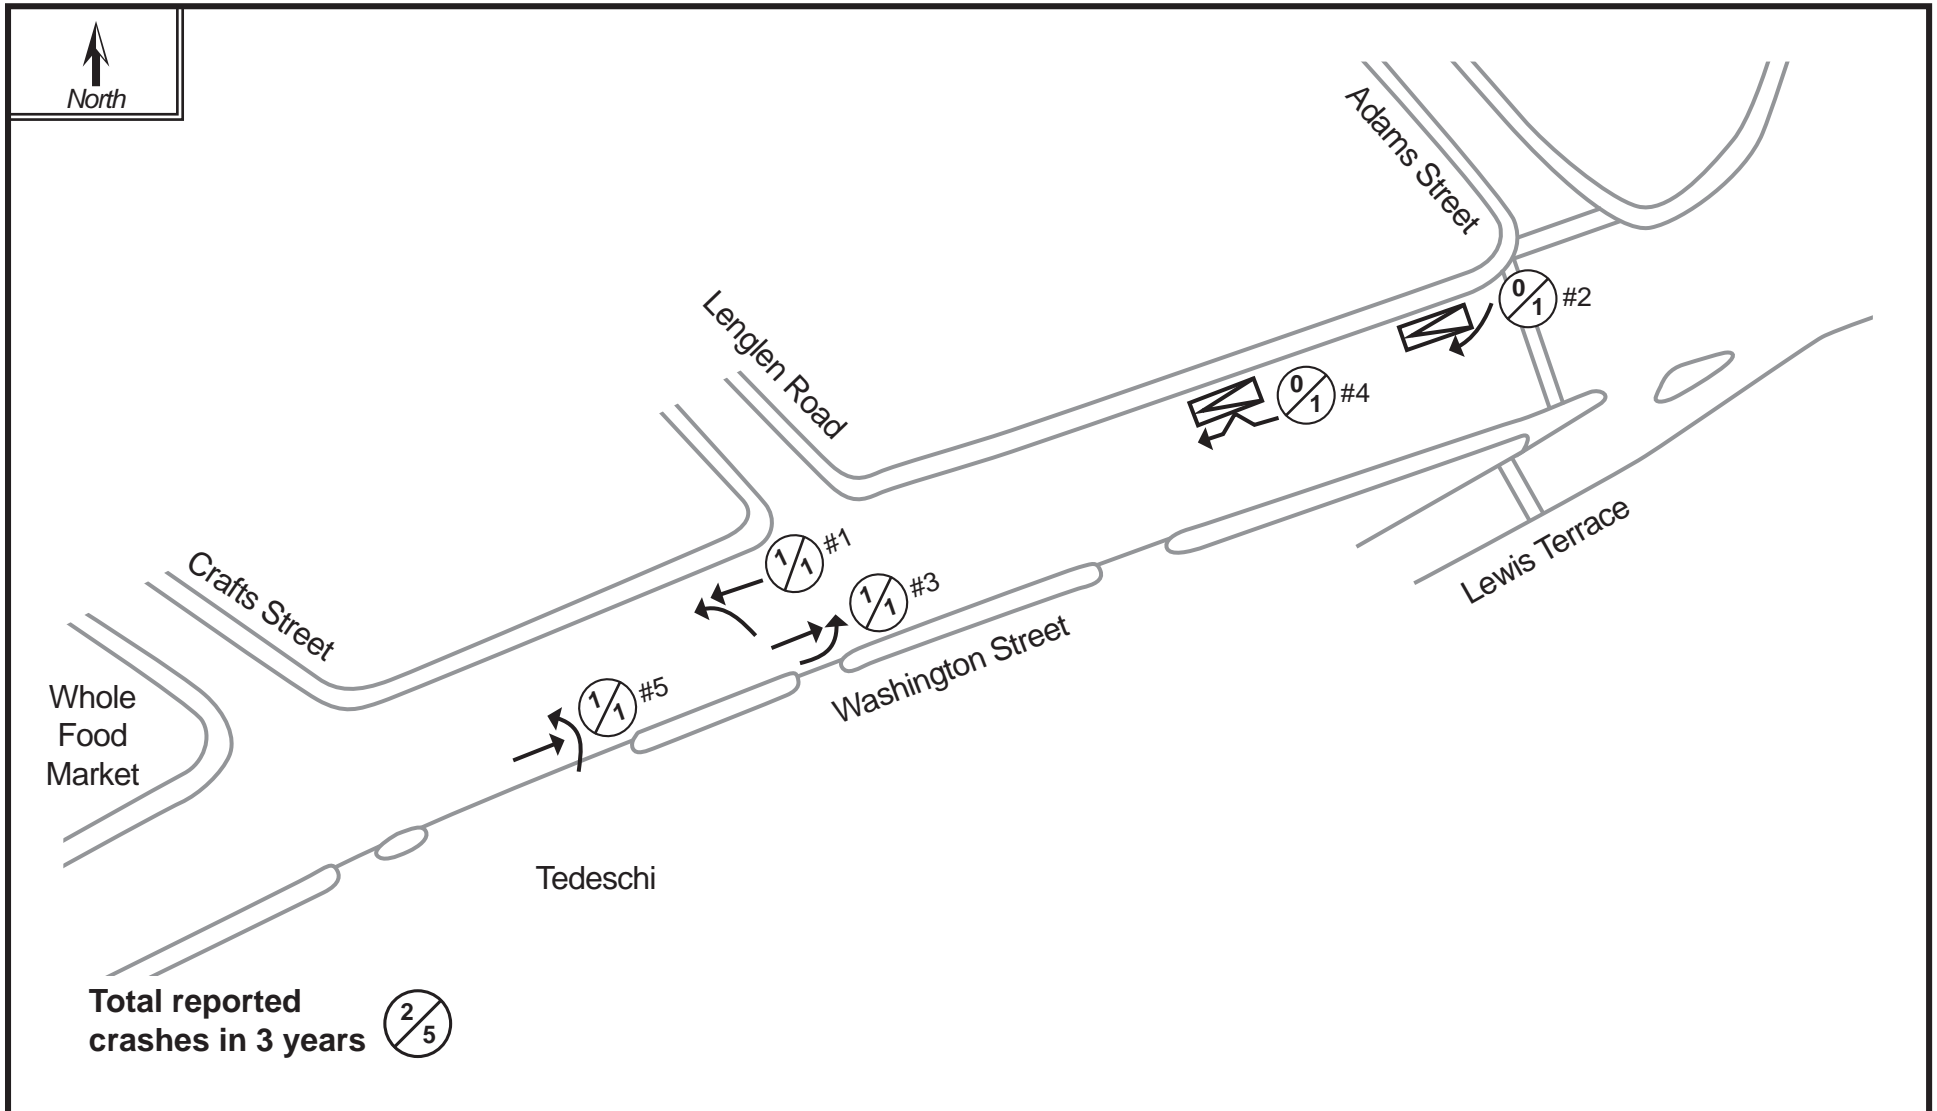 North
Adams Street
0/1 #2
Lenglen Road
0/1 #4
1/1 #1
Crafts Street
1/1 #3
Lewis Terrace
Washington Street
1/1 #5
Whole
Food
Market
Tedeschi
Total reported
crashes in 3 years 2/5